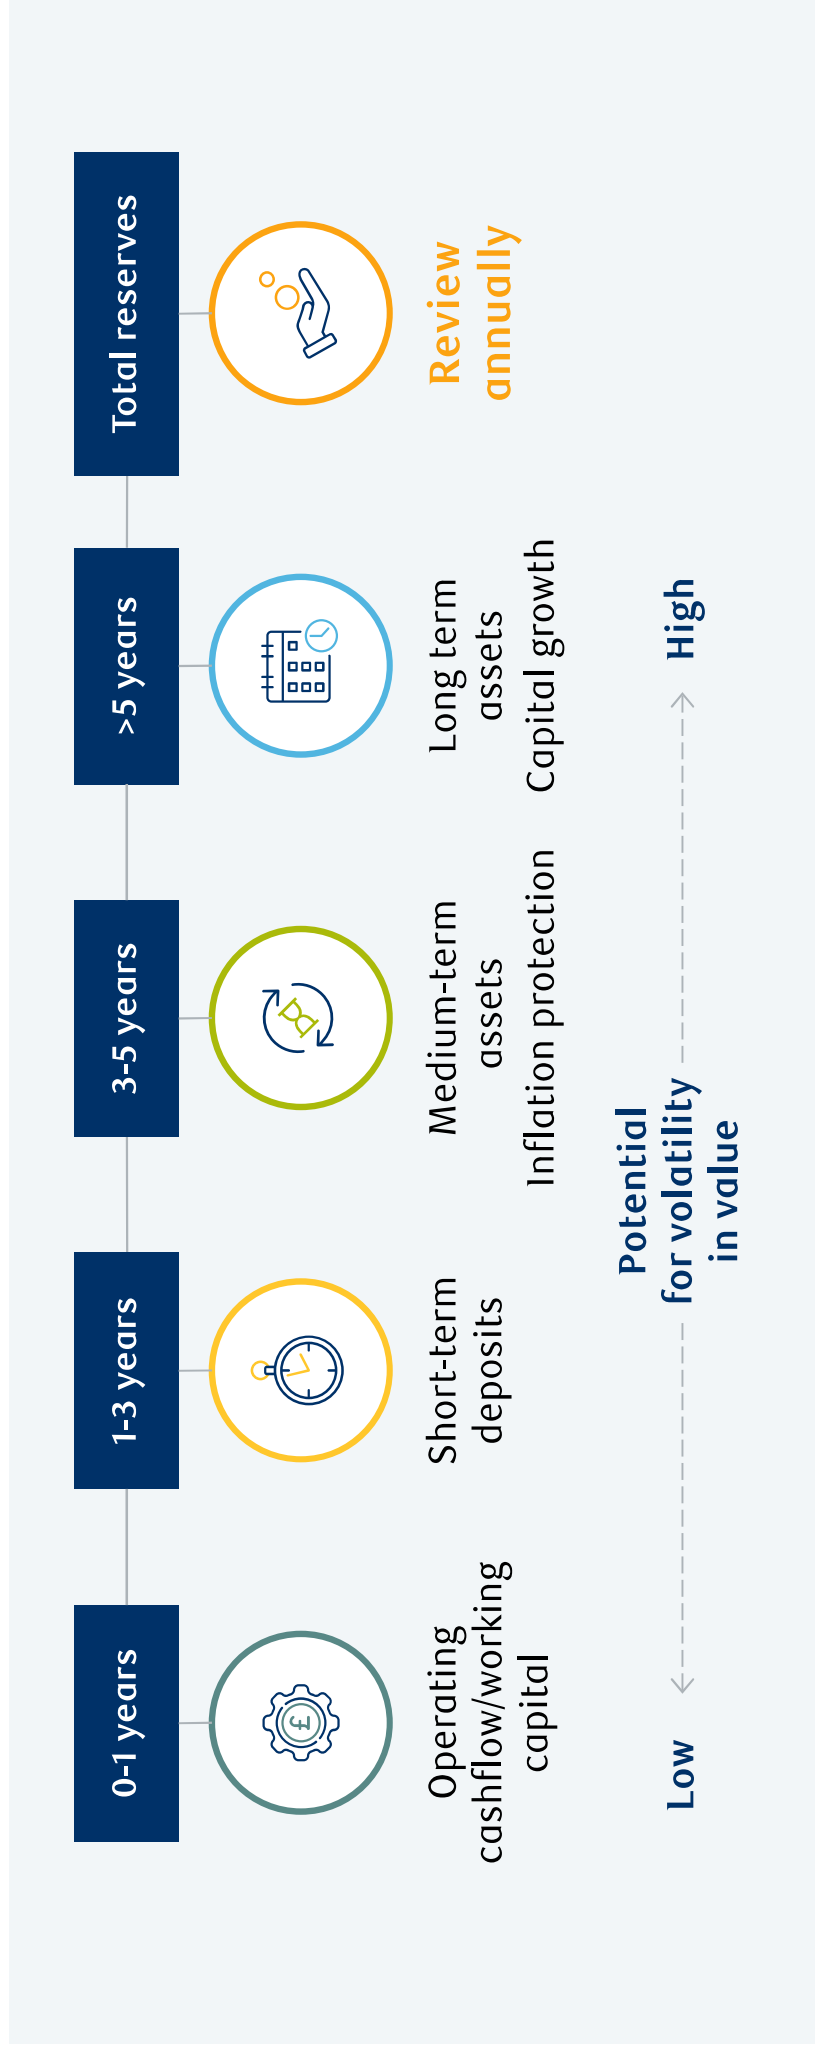 0-1 years
1-3 years
3-5 years
>5 years
Total reserves
£
Operating
cashflow/working
capital
Short-term
deposits
Medium-term
assets
Inflation protection
Long term
assets
Capital growth
Review
annually
Low
Potential
for volatility
in value
High